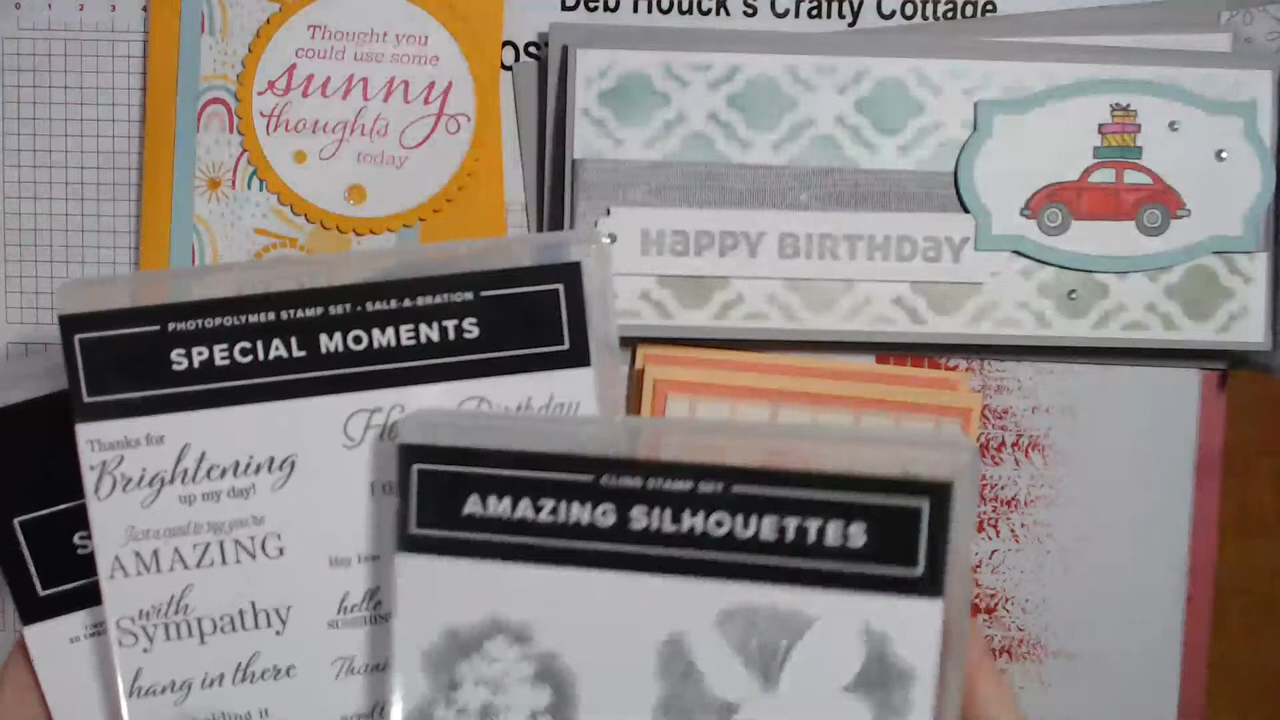 Deb Houck's Crafty Cottage
Thought you
could use some
sunny
thoughts
today
HAPPY BIRTHDAY
PHOTOPOLYMER STAMP SET • SALE-A-BRATION
SPECIAL MOMENTS
Thanks for
Brightening
up my day!
Just a card to say you're
AMAZING
with
Sympathy
hang in there
Birthday
hello
CLING STAMP SET
AMAZING SILHOUETTES